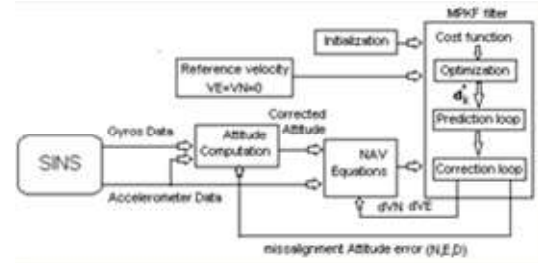 MPKF filter
Initialization
Cost function
Reference velocity
VE=VN=0
Optimization
d*k
Prediction loop
Gyros Data
Corrected
Attitude
Attitude
Computation
SINS
NAV
Equations
Correction loop
Accelerometer Data
dVN dVE
missalignment Attitude error (N,E,D)